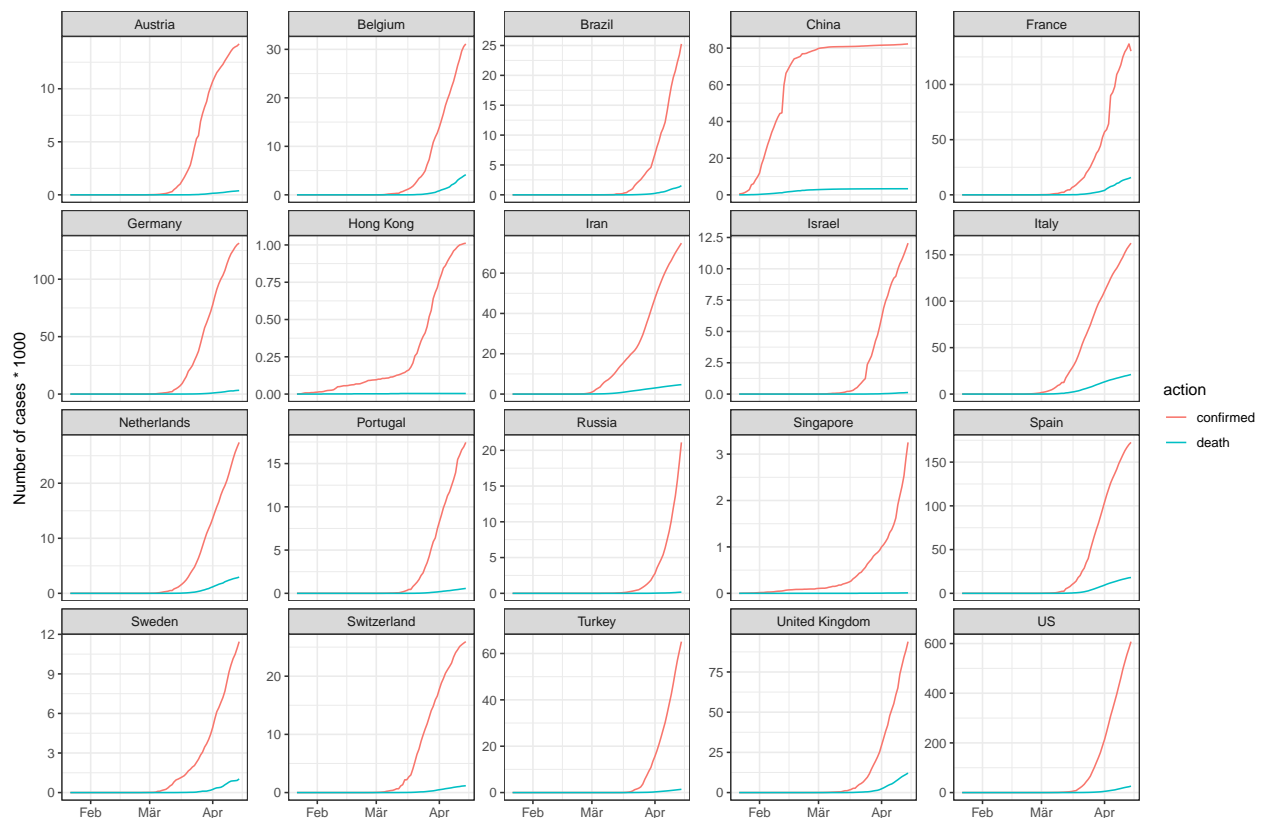 Austria Belgium Brazil China France
10 5 0
30 20 10 0
25 20 15 10 5 0
80 60 40 20 0
100 50 0
Germany Hong Kong Iran Israel Italy
100 50 0
1.00 0.75 0.50 0.25 0.00
60 40 20 0
12.5 10.0 7.5 5.0 2.5 0.0
150 100 50 0
Number of cases * 1000
action
confirmed
death
Netherlands Portugal Russia Singapore Spain
20 10 0
15 10 5 0
20 15 10 5 0
3 2 1 0
150 100 50 0
Sweden Switzerland Turkey United Kingdom US
12 9 6 3 0
20 10 0
60 40 20 0
75 50 25 0
600 400 200 0
Feb Mär Apr Feb Mär Apr Feb Mär Apr Feb Mär Apr Feb Mär Apr